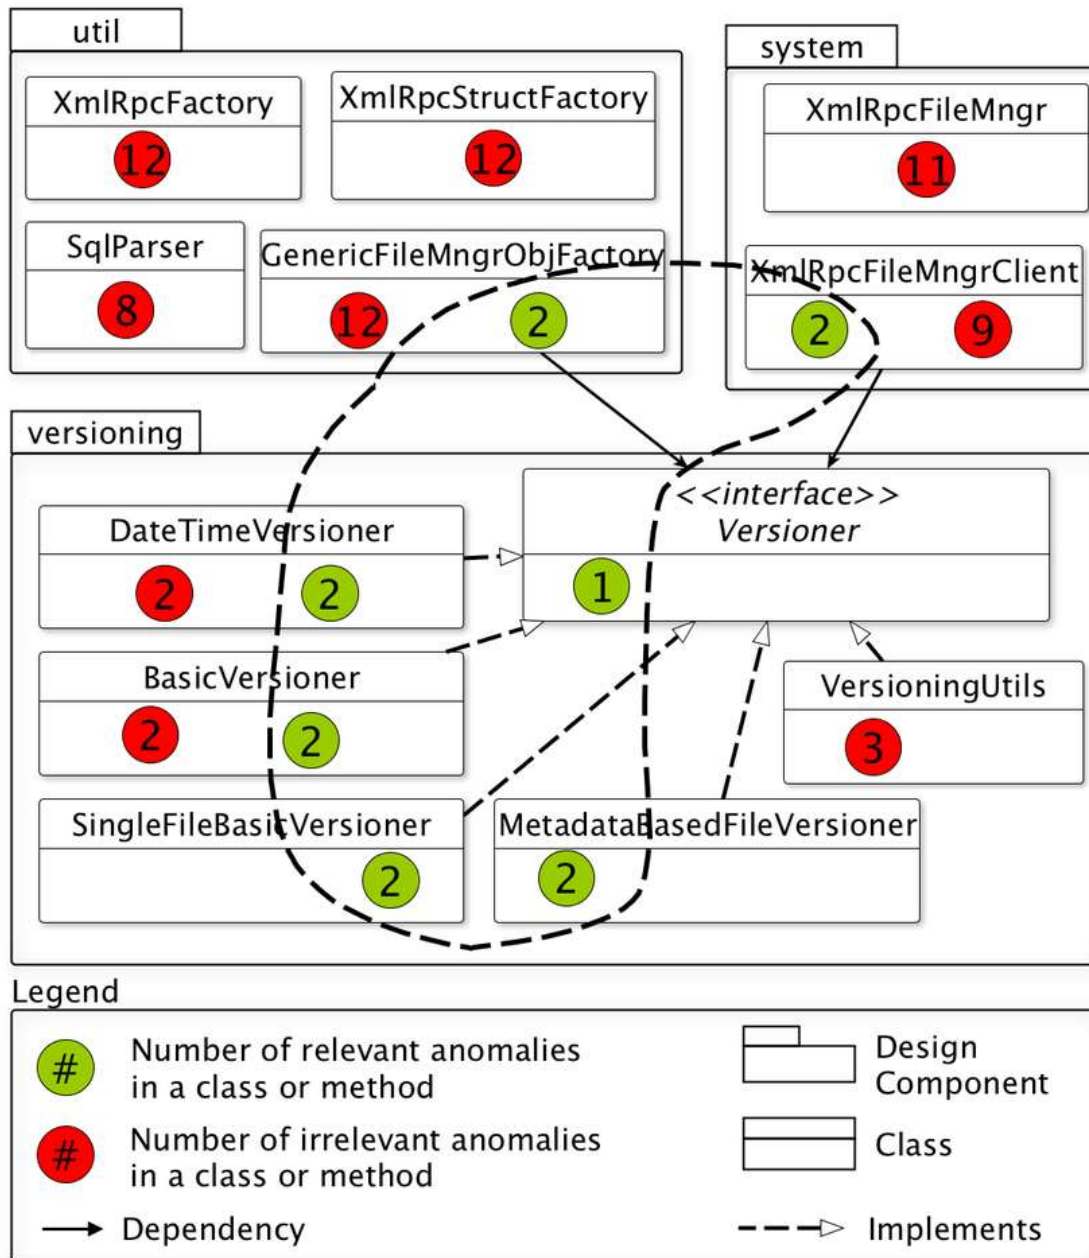 util
system
XmlRpcFactory
12
XmlRpcStructFactory
12
XmlRpcFileMngr
11
SqlParser
8
GenericFileMngrObjFactory
12 2
XmlRpcFileMngrClient
2 9
versioning
<<interface>>
Versioner
1
DateTimeVersioner
2 2
BasicVersioner
2 2
VersioningUtils
3
SingleFileBasicVersioner
2
MetadataBasedFileVersioner
2
Legend
# Number of relevant anomalies
in a class or method
# Number of irrelevant anomalies
in a class or method
Dependency
Design
Component
Class
Implements